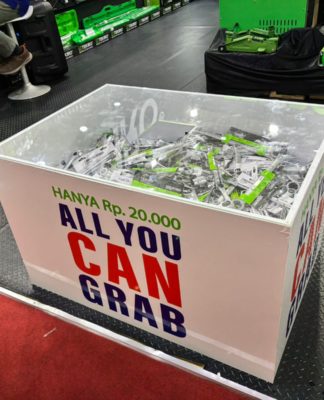 HANYA Rp. 20.000
ALL YOU
CAN
GRAB